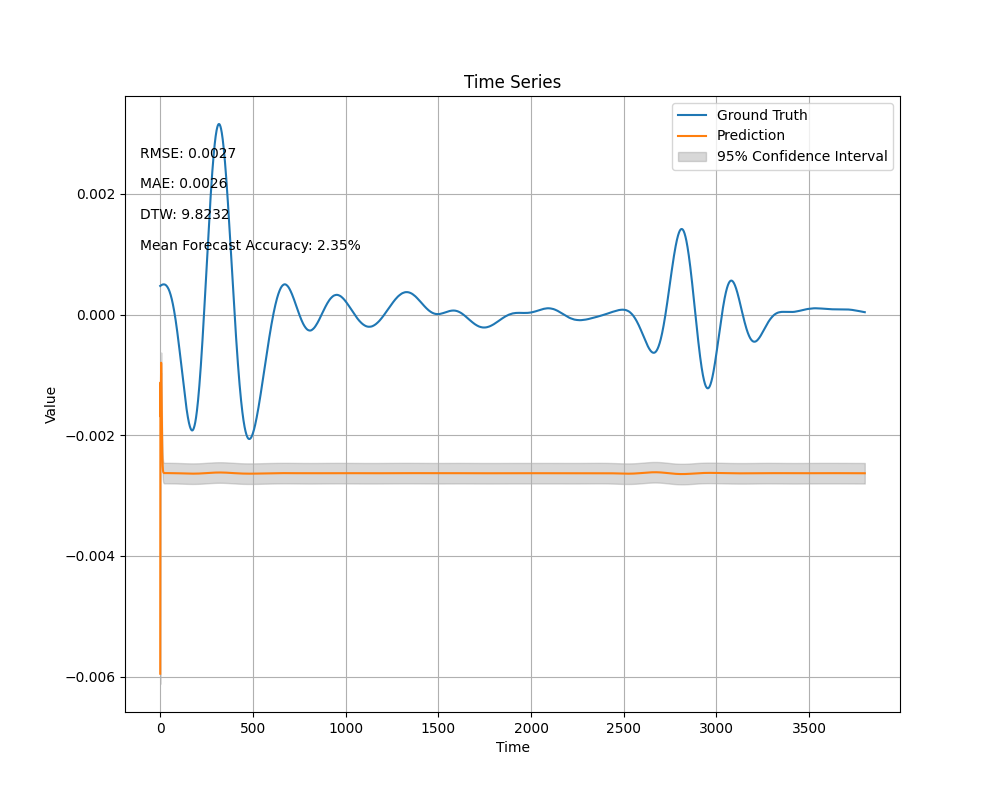 Time Series
Ground Truth
Prediction
95% Confidence Interval
RMSE: 0.0027
MAE: 0.0026
DTW: 9.8232
Mean Forecast Accuracy: 2.35%
Value
0.002
0.000
−0.002
−0.004
−0.006
0 500 1000 1500 2000 2500 3000 3500
Time